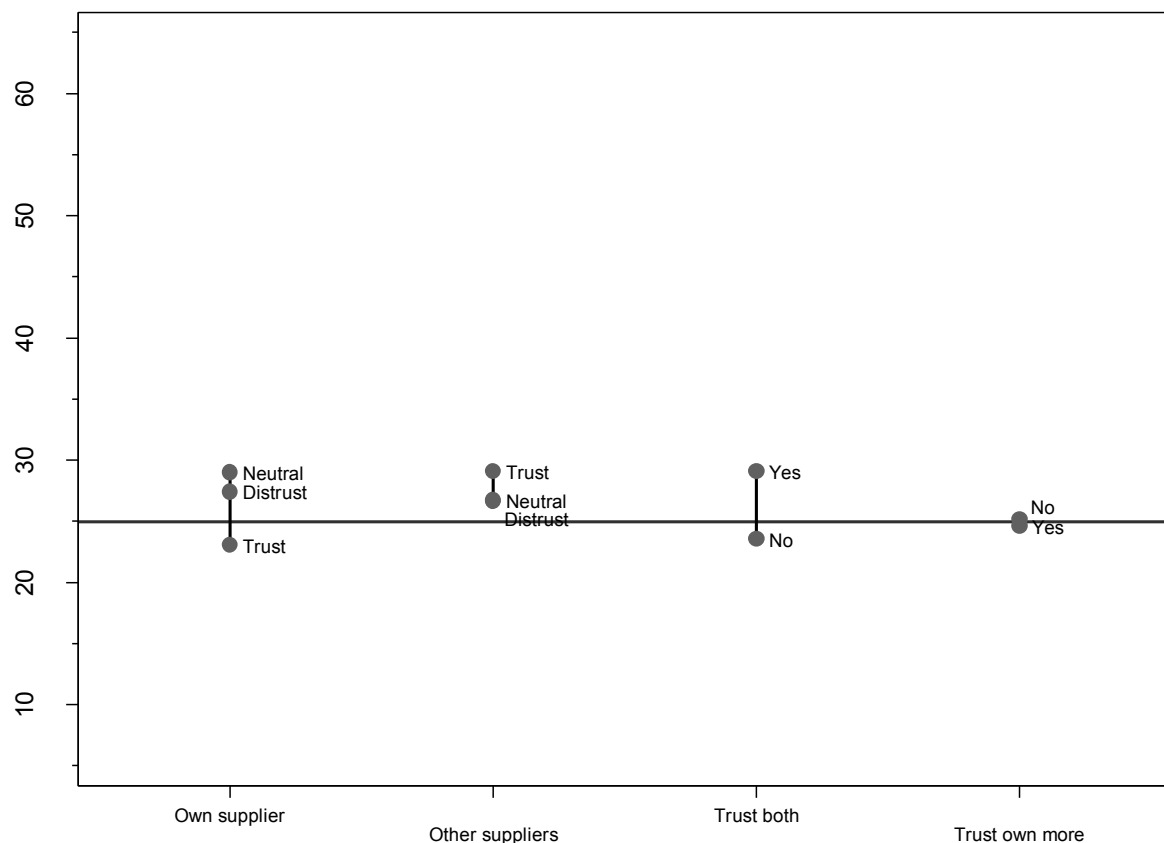 60
50
40
30
20
10
Neutral
Distrust
Trust
Trust
Neutral
Distrust
Yes
No
No
Yes
Own supplier
Other suppliers
Trust both
Trust own more